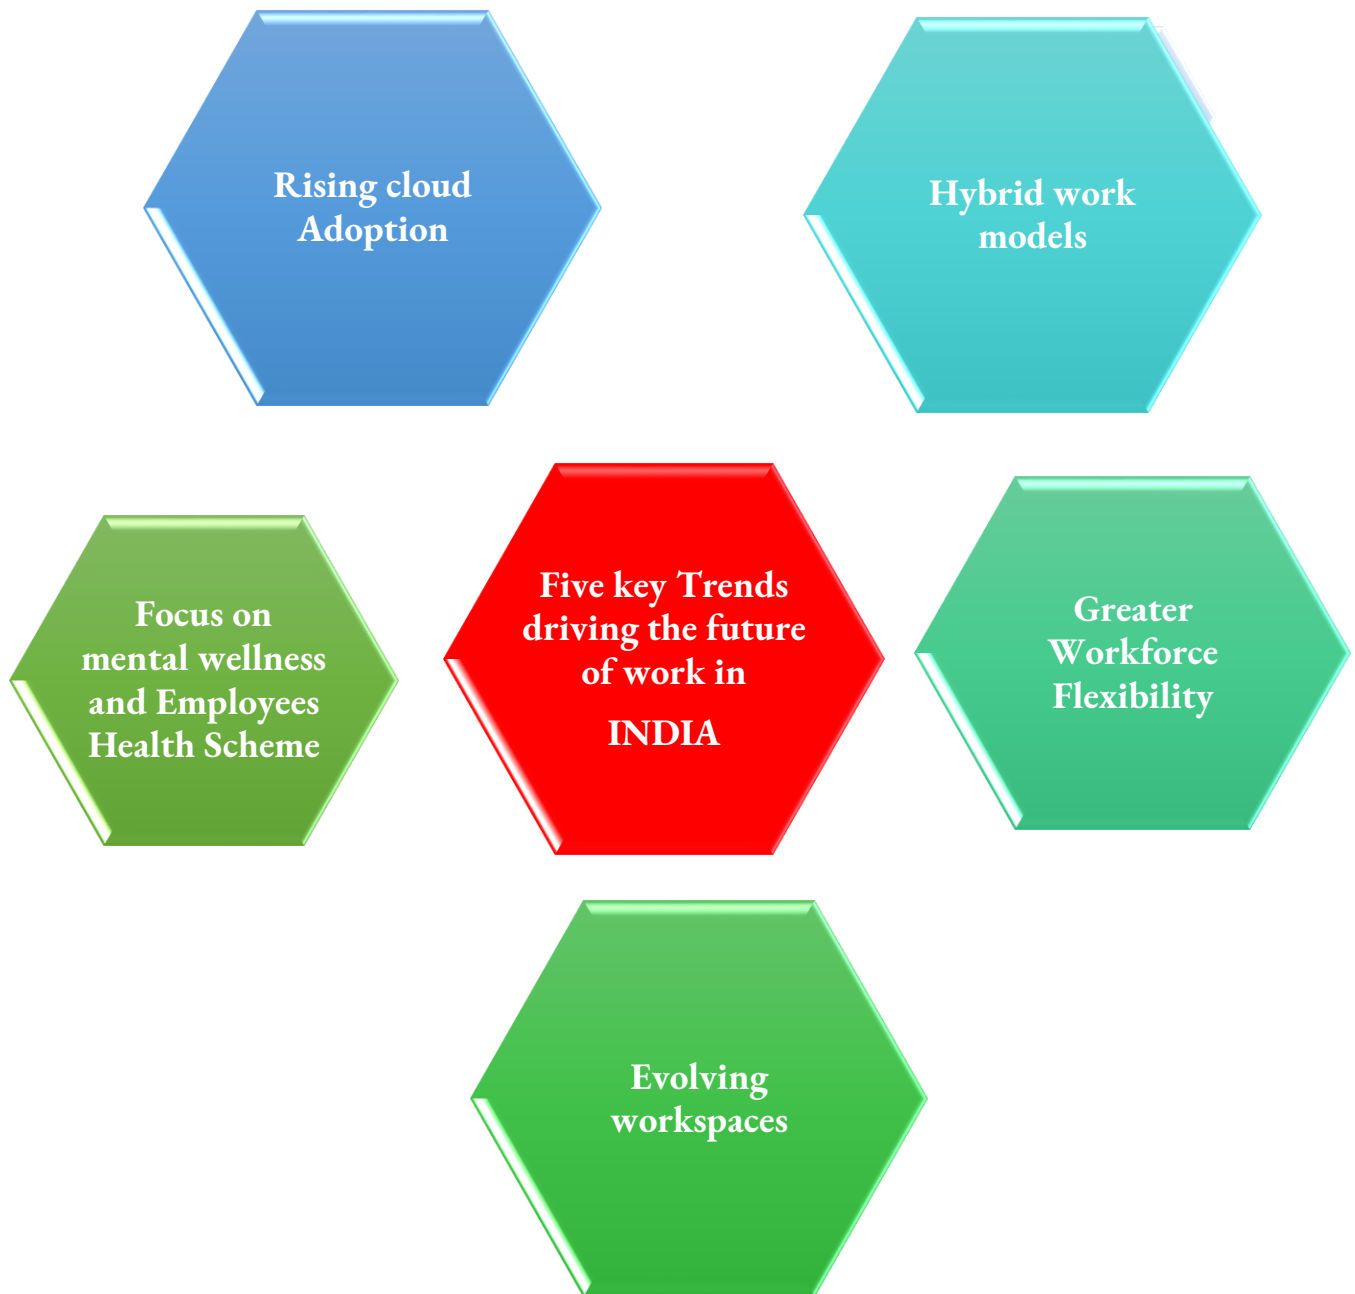 Rising cloud
Adoption
Hybrid work
models
Focus on
mental wellness
and Employees
Health Scheme
Five key Trends
driving the future
of work in
INDIA
Greater
Workforce
Flexibility
Evolving
workspaces